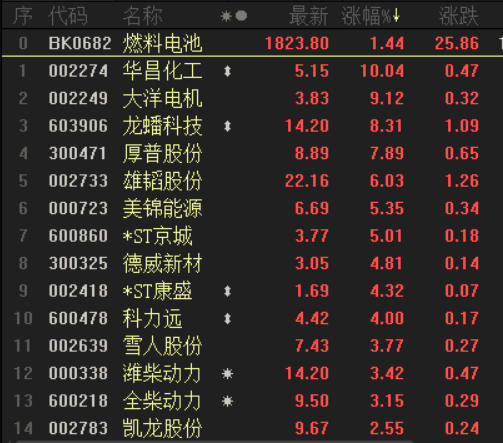 序 代码 名称 最新 涨幅%↓ 涨跌
0 BK0682 燃料电池 1823.80 1.44 25.86 1
1 002274 华昌化工 5.15 10.04 0.47
2 002249 大洋电机 3.83 9.12 0.32
3 603906 龙蟠科技 14.20 8.31 1.09
4 300471 厚普股份 8.89 7.89 0.65
5 002733 雄韬股份 22.16 6.03 1.26
6 000723 美锦能源 6.69 5.35 0.34
7 600860 *ST京城 3.77 5.01 0.18
8 300325 德威新材 3.05 4.81 0.14
9 002418 *ST康盛 1.69 4.32 0.07
10 600478 科力远 4.42 4.00 0.17
11 002639 雪人股份 7.43 3.77 0.27
12 000338 潍柴动力 14.20 3.42 0.47
13 600218 全柴动力 9.50 3.15 0.29
14 002783 凯龙股份 9.67 2.55 0.24